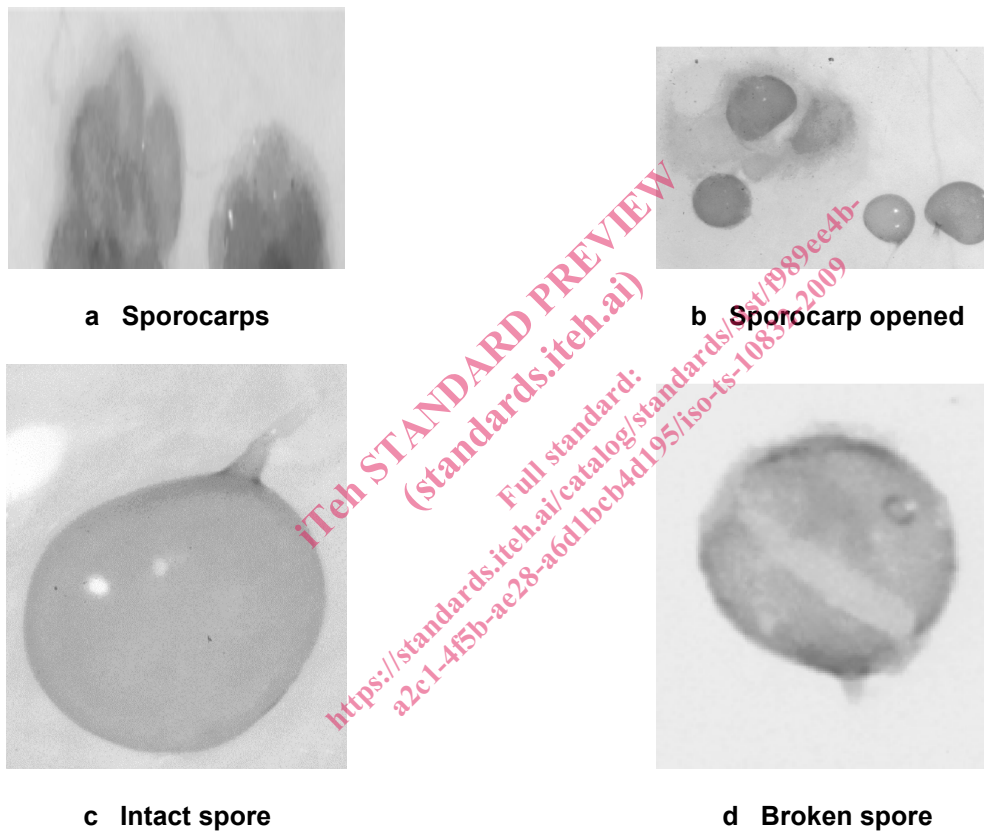 a Sporocarps
b Sporocarp opened
iTeh STANDARD PREVIEW
(standards.iteh.ai)
Full standard:
https://standards.iteh.ai/catalog/standards/sist/f989ee4b-
a2c1-4f5b-ae28-a6d1bcb4d195/iso-ts-10832-2009
c Intact spore
d Broken spore